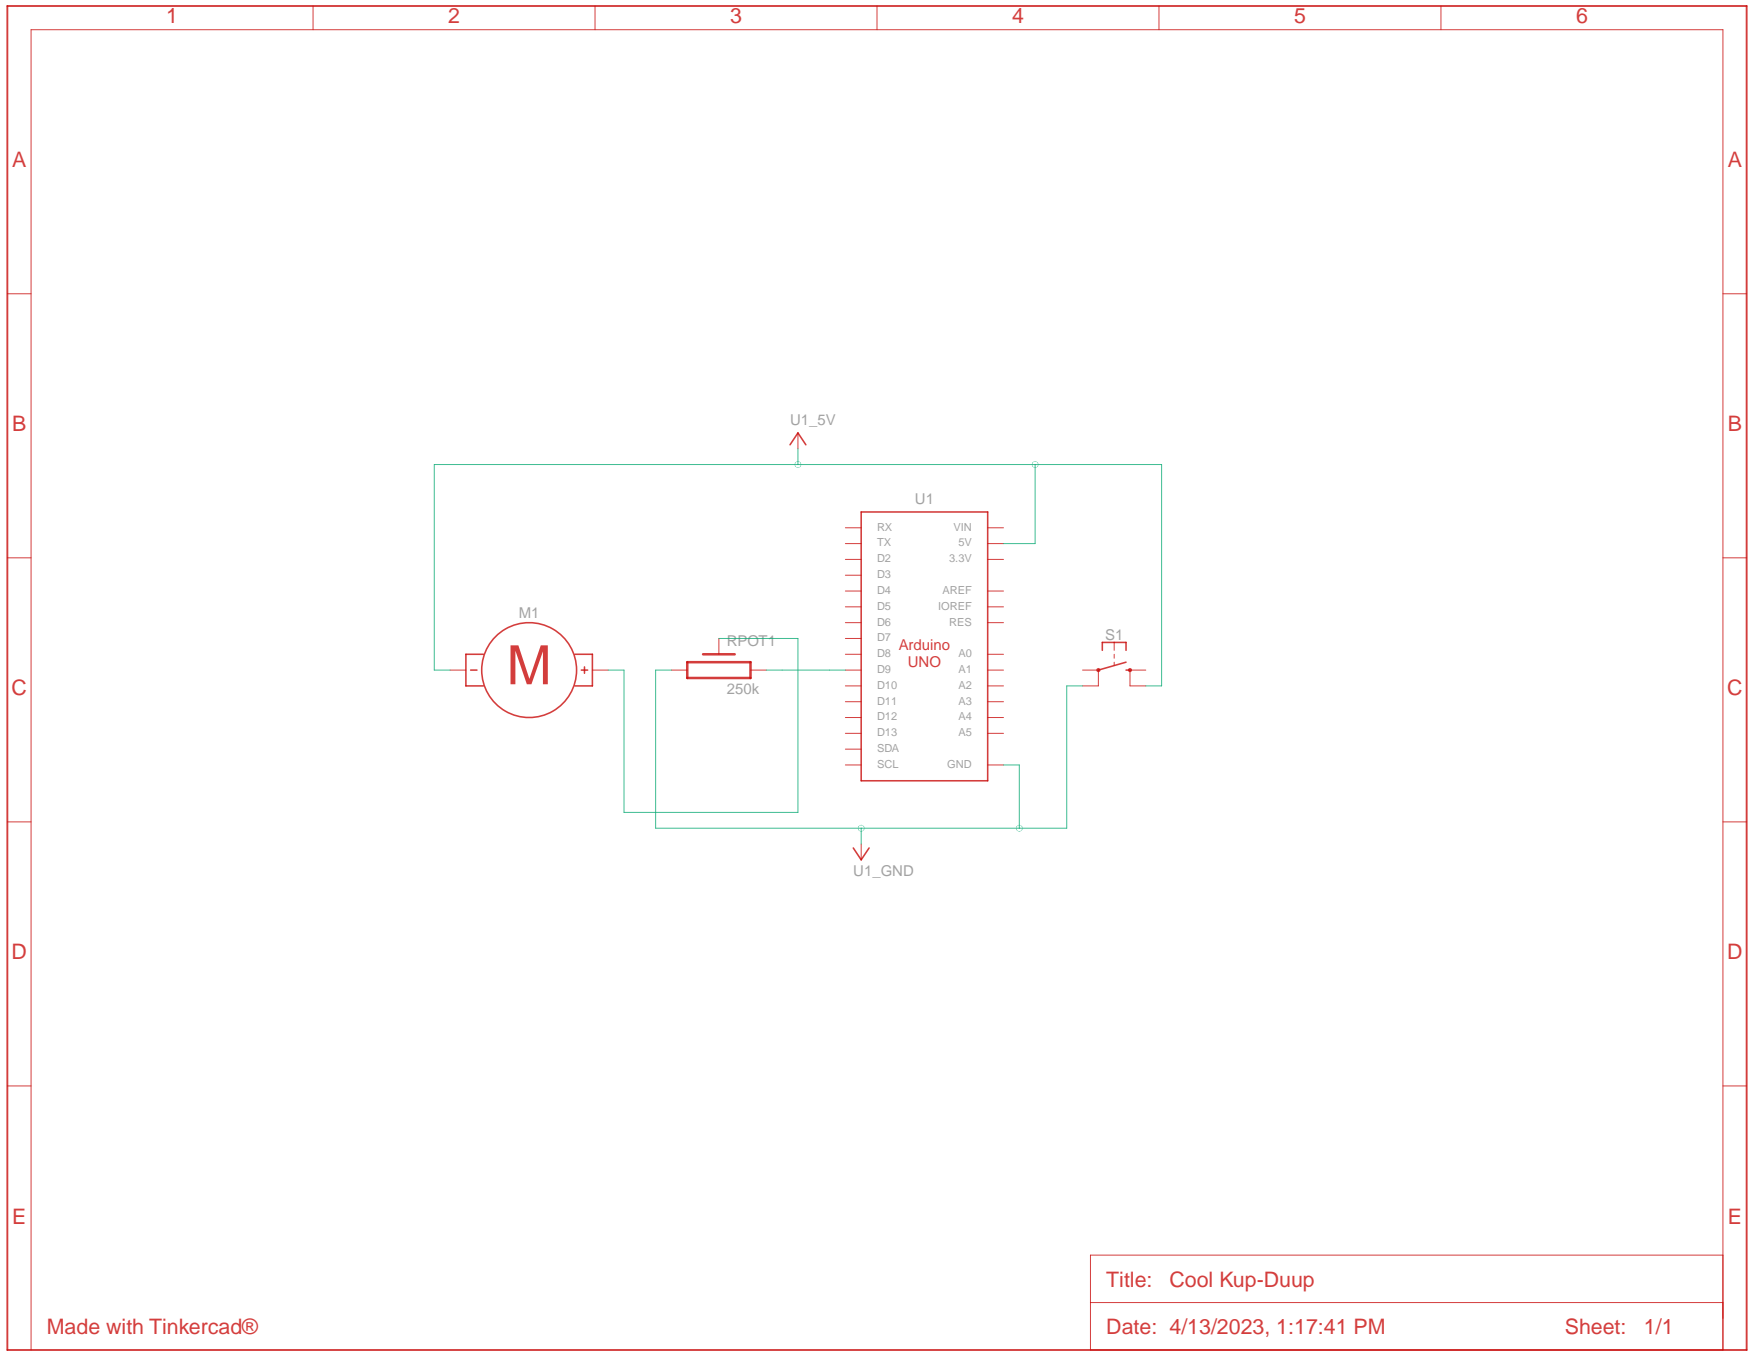 1 2 3 4 5 6
A A
B B
U1_5V
U1
RX VIN
TX 5V
D2 3.3V
D3
D4 AREF
D5 IOREF
D6 RES
D7
D8 A0
D9 A1
D10 A2
D11 A3
D12 A4
D13 A5
SDA
SCL GND
Arduino
UNO
M1
- M +
RPOT1
250k
S1
C C
U1_GND
D D
E E
Title: Cool Kup-Duup
Date: 4/13/2023, 1:17:41 PM Sheet: 1/1
Made with Tinkercad®